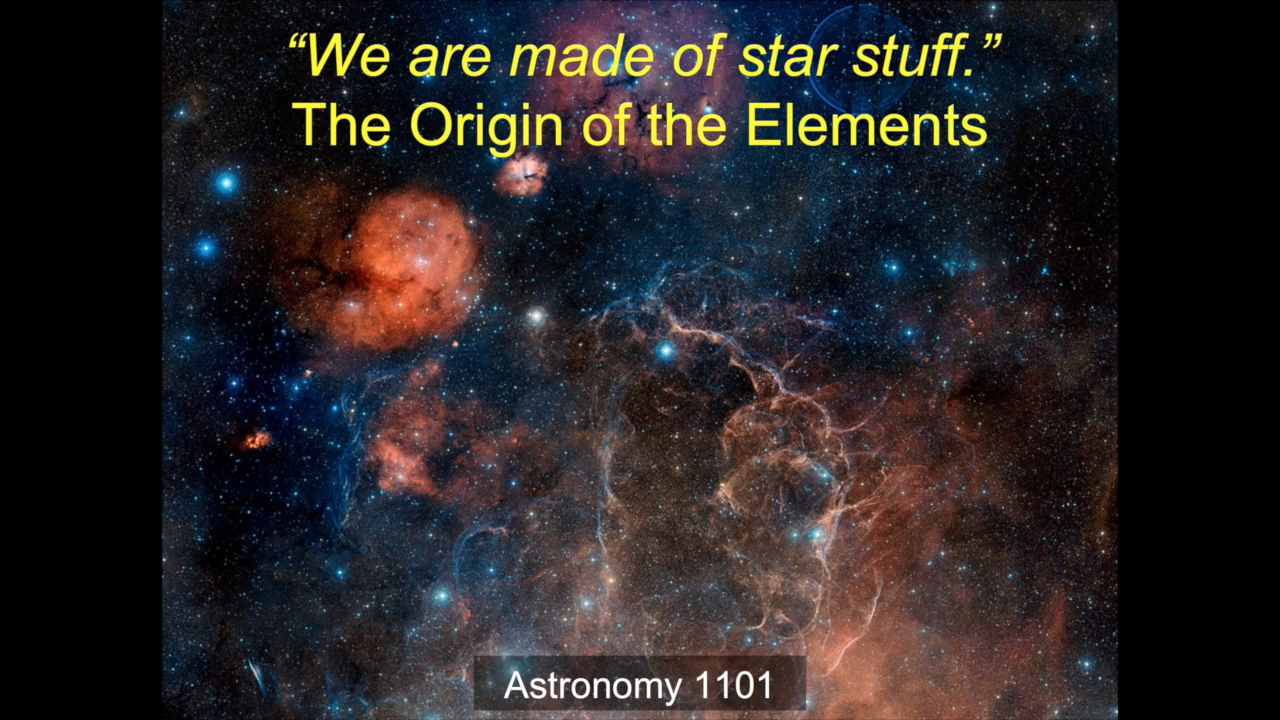 “We are made of star stuff.”
The Origin of the Elements
Astronomy 1101